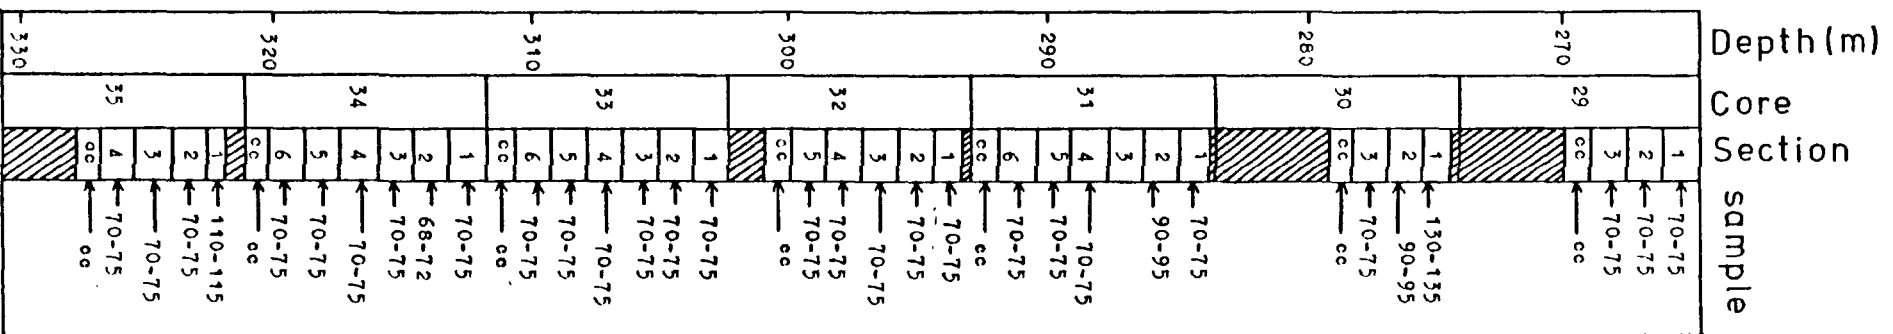 330 320 310 300 290 280 270 Depth(m)
35 34 33 32 31 30 29 Core
cc 4 3 2 1 cc 6 5 4 3 2 1 cc 6 5 4 3 2 1 cc 5 4 3 2 1 cc 6 5 4 3 2 1 cc 3 2 1 cc 3 2 1 Section
cc 70-75 70-75 70-75 110-115 cc 70-75 70-75 70-75 70-75 68-72 70-75 cc 70-75 70-75 70-75 70-75 70-75 70-75 cc 70-75 70-75 70-75 70-75 70-75 cc 70-75 70-75 70-75 90-95 70-75 cc 70-75 90-95 130-135 cc 70-75 70-75 70-75 sample